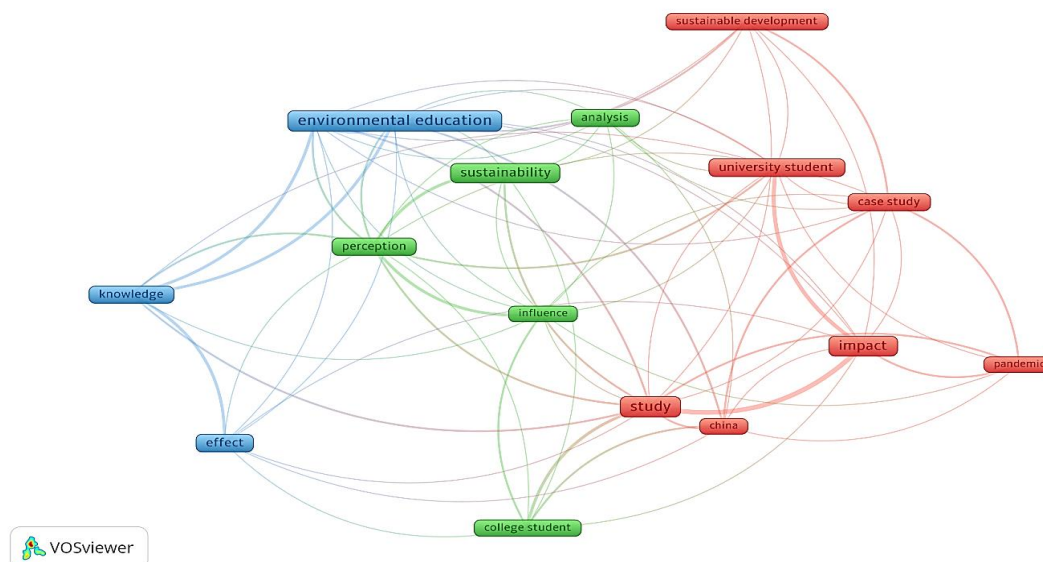 sustainable development
analysis
environmental education
university student
sustainability
case study
perception
knowledge
influence
impact
pandemic
study
china
effect
college student
VOSviewer